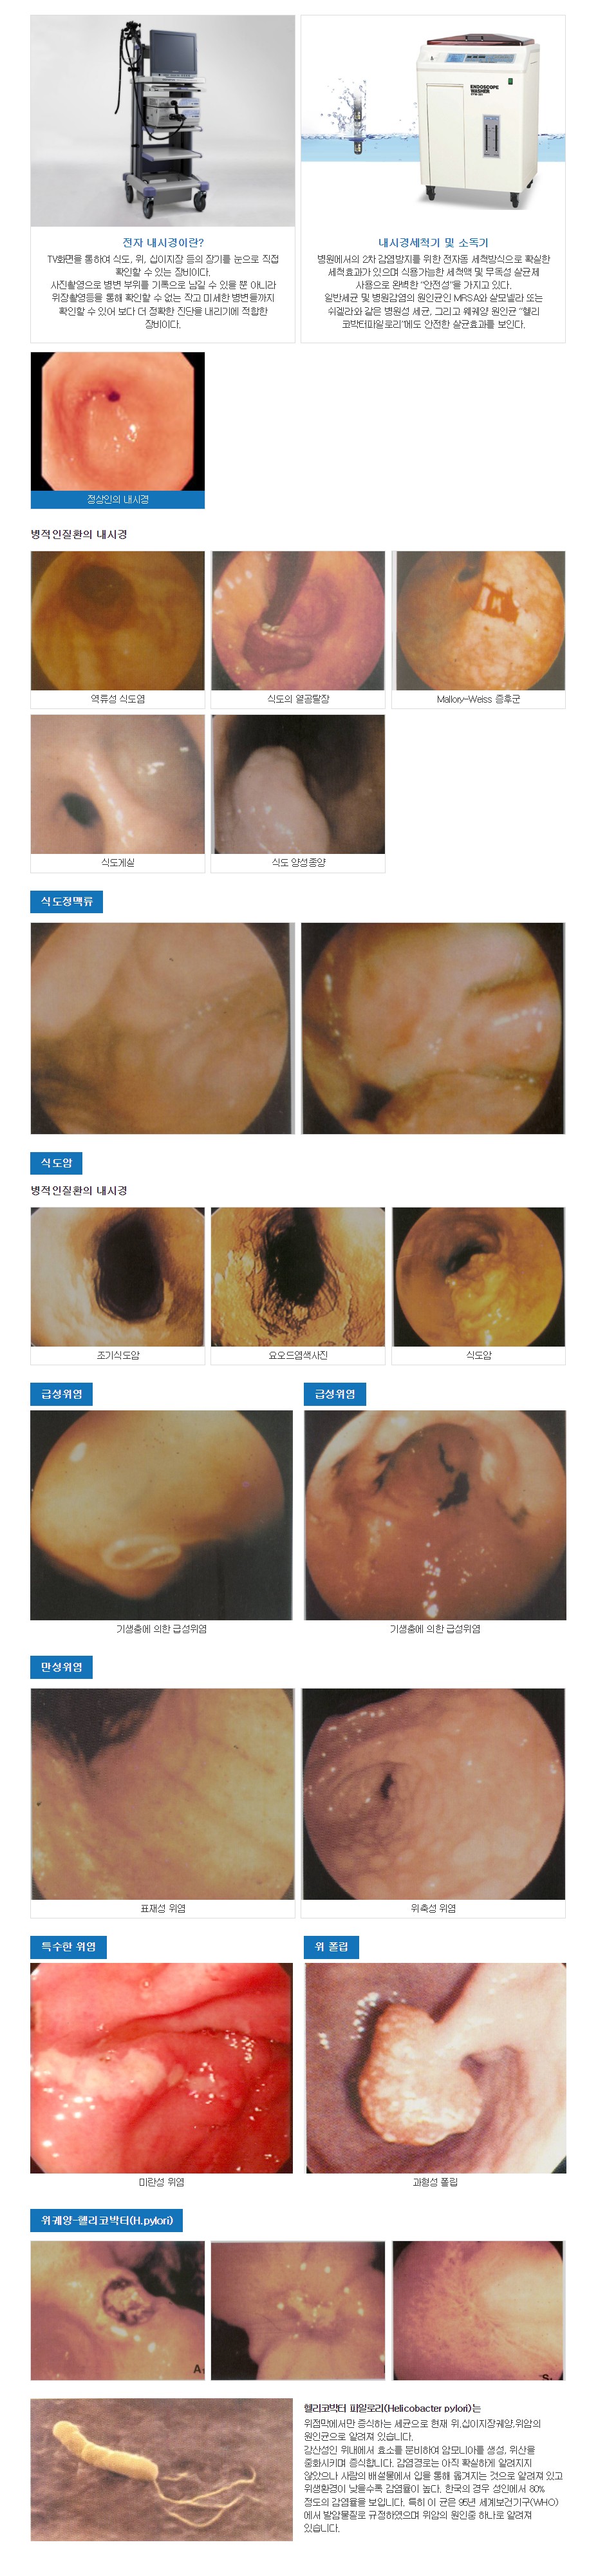 ENDOSCOPE
WASHER
전자 내시경이란?
TV화면을 통하여 식도, 위, 십이지장 등의 장기를 눈으로 직접
확인할 수 있는 장비이다.
사진촬영으로 병변 부위를 기록으로 남길 수 있을 뿐 아니라
위장촬영등을 통해 확인할 수 없는 작고 미세한 병변들까지
확인할 수 있어 보다 더 정확한 진단을 내리기에 적합한
장비이다.
내시경세척기 및 소독기
병원에서의 2차 감염방지를 위한 전자동 세척방식으로 확실한
세척효과가 있으며 식용가능한 세척액 및 무독성 살균제
사용으로 완벽한 "안전성"을 가지고 있다.
일반세균 및 병원감염의 원인균인 MRSA와 살모넬라 또는
쉬겔라와 같은 병원성 세균, 그리고 웨궤양 원인균 "헬리
코박터파일로리"에도 안전한 살균효과를 보인다.
정상인의 내시경
병적인질환의 내시경
역류성 식도염
식도의 열공탈장
Mallory-Weiss 증후군
식도게실
식도 양성종양
식도정맥류
식도암
병적인질환의 내시경
조기식도암
요오드염색사진
식도암
급성위염
급성위염
기생충에 의한 급성위염
기생충에 의한 급성위염
만성위염
표재성 위염
위축성 위염
특수한 위염
위 폴립
미란성 위염
과형성 폴립
위궤양-헬리코박터(H.pylori)
헬리코박터 파일로리(Helicobacter pylori)는
위점막에서만 증식하는 세균으로 현재 위,십이지장궤양,위암의
원인균으로 알려져 있습니다.
강산성인 위내에서 효소를 분비하여 암모니아를 생성, 위산을
중화시키며 증식합니다. 감염경로는 아직 확실하게 알려지지
않았으나 사람의 배설물에서 입을 통해 옮겨지는 것으로 알려져 있고
위생환경이 낮을수록 감염률이 높다. 한국의 경우 성인에서 80%
정도의 감염율을 보입니다. 특히 이 균은 95년 세계보건기구(WHO)
에서 발암물질로 규정하였으며 위암의 원인중 하나로 알려져
있습니다.